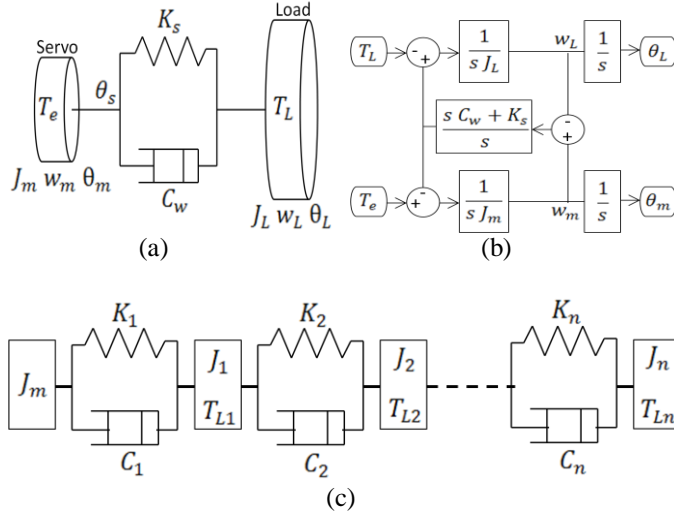 Servo
Load
K_s
θ_s
T_e
T_L
C_w
J_m w_m θ_m
J_L w_L θ_L
(a)
T_L
-
+
1
s J_L
w_L
1
s
θ_L
s C_w + K_s
s
-
+
T_e
-
+
1
s J_m
w_m
1
s
θ_m
(b)
K_1
K_2
K_n
J_m
J_1
T_L1
J_2
T_L2
J_n
T_Ln
C_1
C_2
C_n
(c)